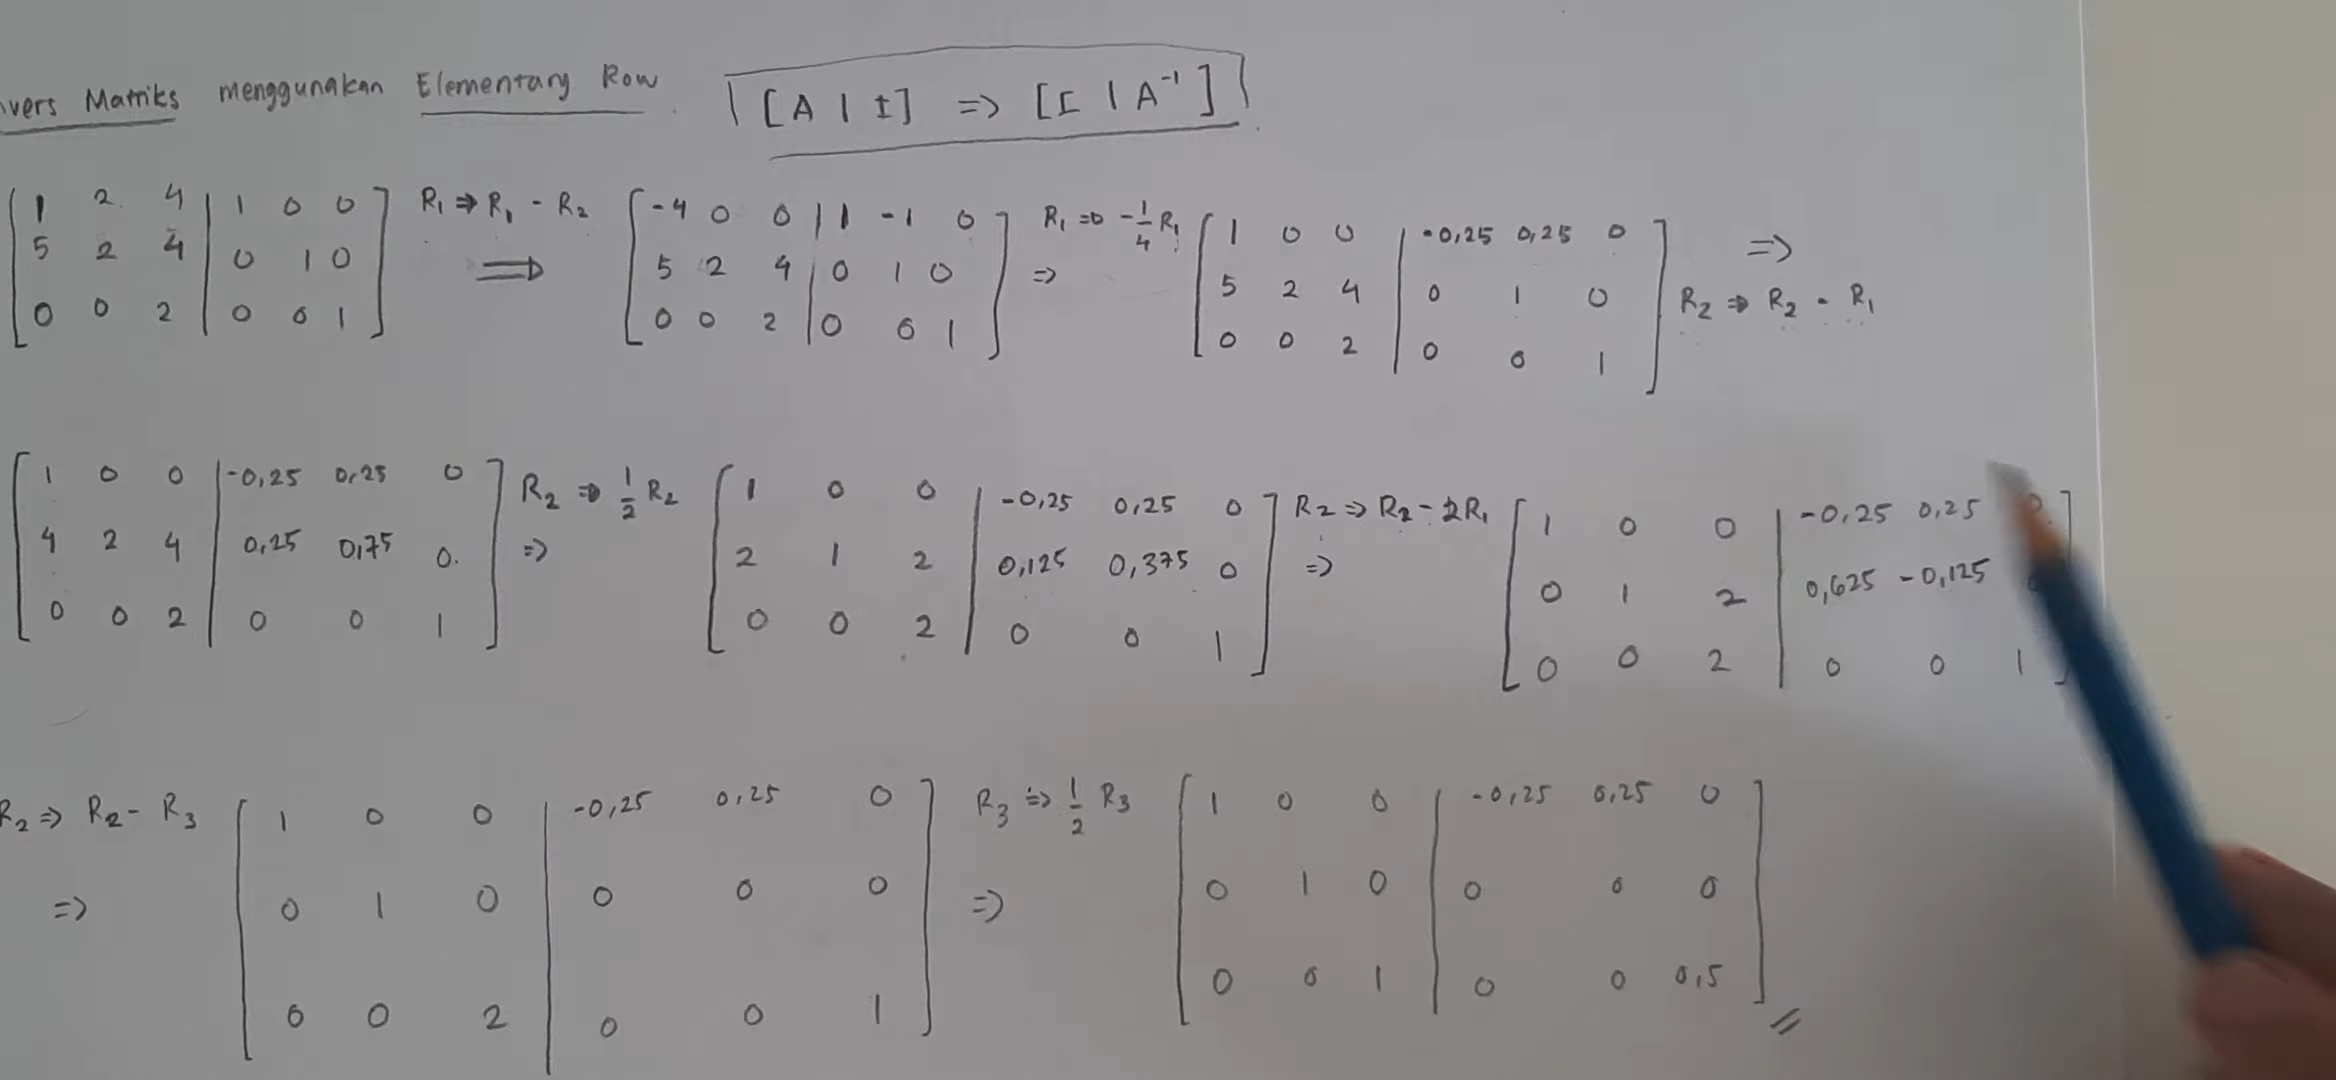 Matriks menggunakan Elementary Row [A | I] => [I | A⁻¹]
1 2 4 | 1 0 0 R₁ => R₁ - R₂ -4 0 0 | 1 -1 0 R₁ => -1/4 R₁ 1 0 0 | -0,25 0,25 0 =>
5 2 4 | 0 1 0 => 5 2 4 | 0 1 0 => 5 2 4 | 0 1 0 R₂ => R₂ - R₁
0 0 2 | 0 0 1 0 0 2 | 0 0 1 0 0 2 | 0 0 1
1 0 0 | -0,25 0,25 0 R₂ => 1/2 R₂ 1 0 0 | -0,25 0,25 0 R₂ => R₂ - 2R₁ 1 0 0 | -0,25 0,25
4 2 4 | 0,25 0,75 0. => 2 1 2 | 0,125 0,375 0 => 0 1 2 | 0,625 -0,125
0 0 2 | 0 0 1 0 0 2 | 0 0 1 0 0 2 | 0 0 1
R₂ => R₂ - R₃ 1 0 0 | -0,25 0,25 0 R₃ => 1/2 R₃ 1 0 0 | -0,25 0,25 0
=> 0 1 0 | 0 0 0 => 0 1 0 | 0 0 0
0 0 2 | 0 0 1 0 0 1 | 0 0 0,5